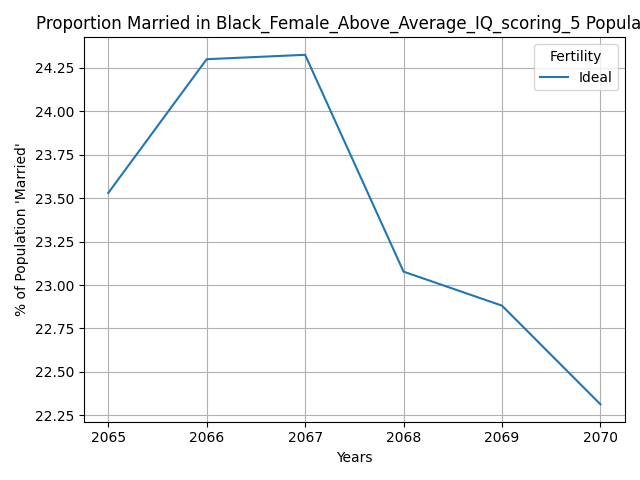 Proportion Married in Black_Female_Above_Average_IQ_scoring_5 Popula
Fertility
Ideal
% of Population 'Married'
24.25
24.00
23.75
23.50
23.25
23.00
22.75
22.50
22.25
2065 2066 2067 2068 2069 2070
Years